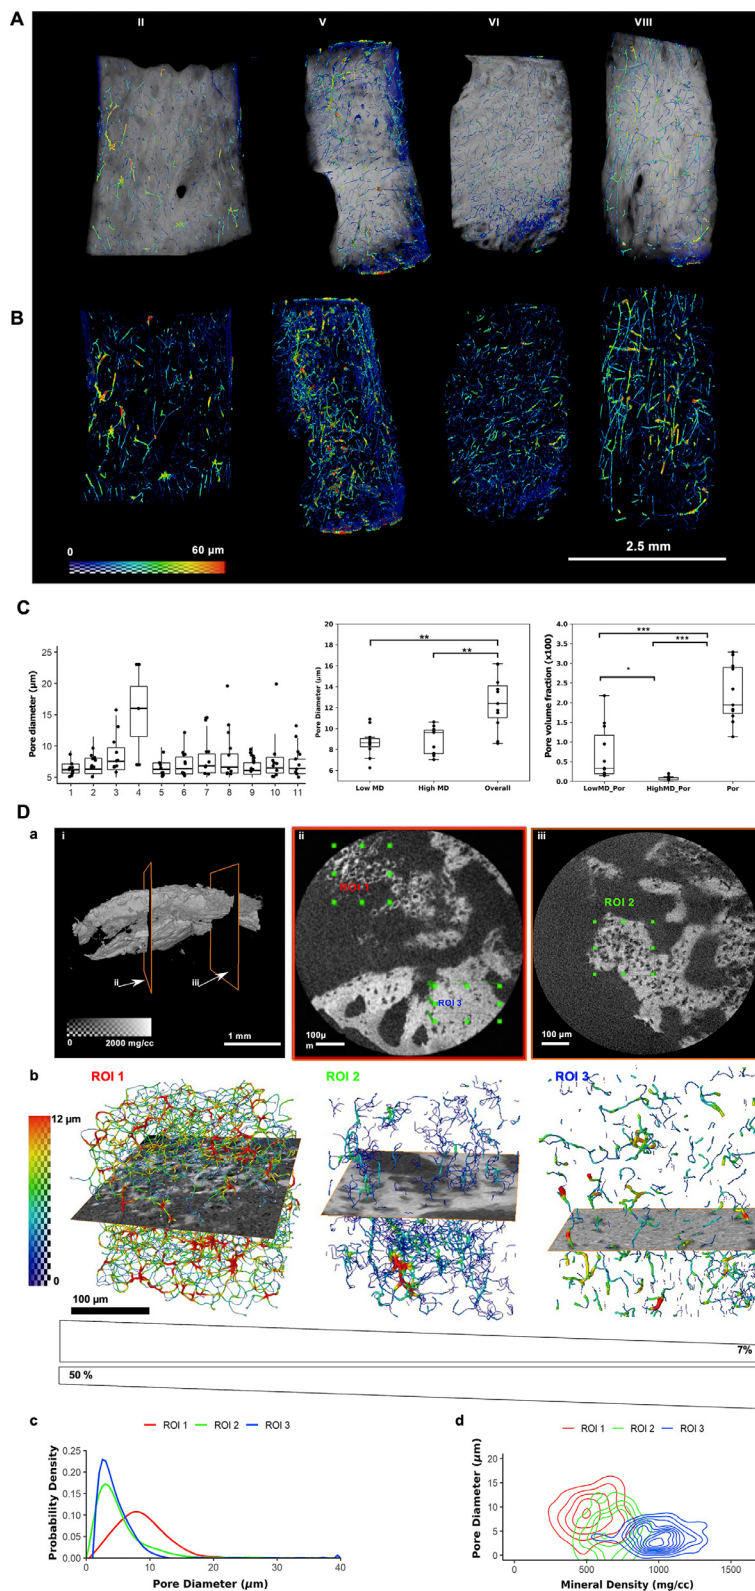 A
II V VI VIII
B
0 60 µm
2.5 mm
C
Pore diameter (µm)
25
20
15
10
5
1 2 3 4 5 6 7 8 9 10 11
Pore Diameter (µm)
20
18
16
14
12
10
8
6
** 
**
Low MD High MD Overall
Pore volume fraction (x100)
4.0
3.5
3.0
2.5
2.0
1.5
1.0
0.5
0.0
***
***
*
LowMD_Por HighMD_Por Por
D
a
i
ii
iii
0 2000 mg/cc
1 mm
ii
ROI 1
ROI 3
100µ
m
iii
ROI 2
100 µm
b
ROI 1 ROI 2 ROI 3
12 µm
0
100 µm
7%
50 %
c
ROI 1 ROI 2 ROI 3
Probability Density
0.25
0.20
0.15
0.10
0.05
0.00
0 10 20 30 40
Pore Diameter (µm)
d
ROI 1 ROI 2 ROI 3
Pore Diameter (µm)
20
15
10
5
0
0 500 1000 1500
Mineral Density (mg/cc)